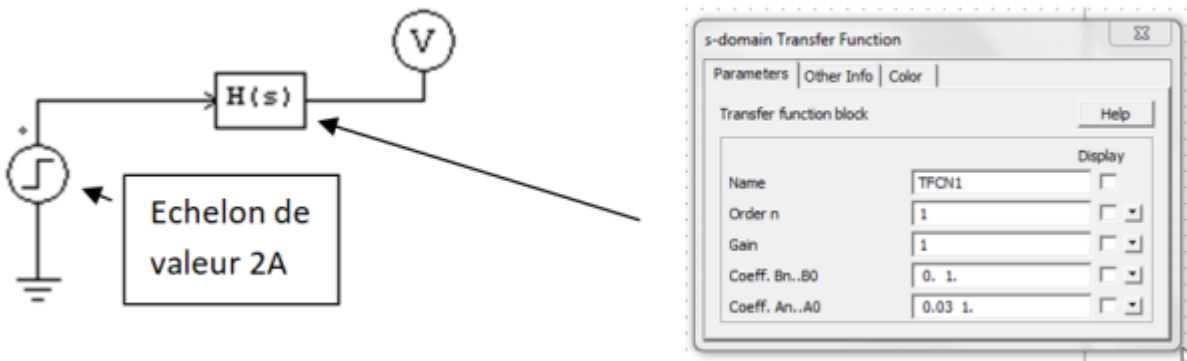 V
H(s)
Echelon de
valeur 2A
s-domain Transfer Function
Parameters Other Info Color
Transfer function block Help
Display
Name TFCN1
Order n 1
Gain 1
Coeff. Bn..B0 0. 1.
Coeff. An..A0 0.03 1.